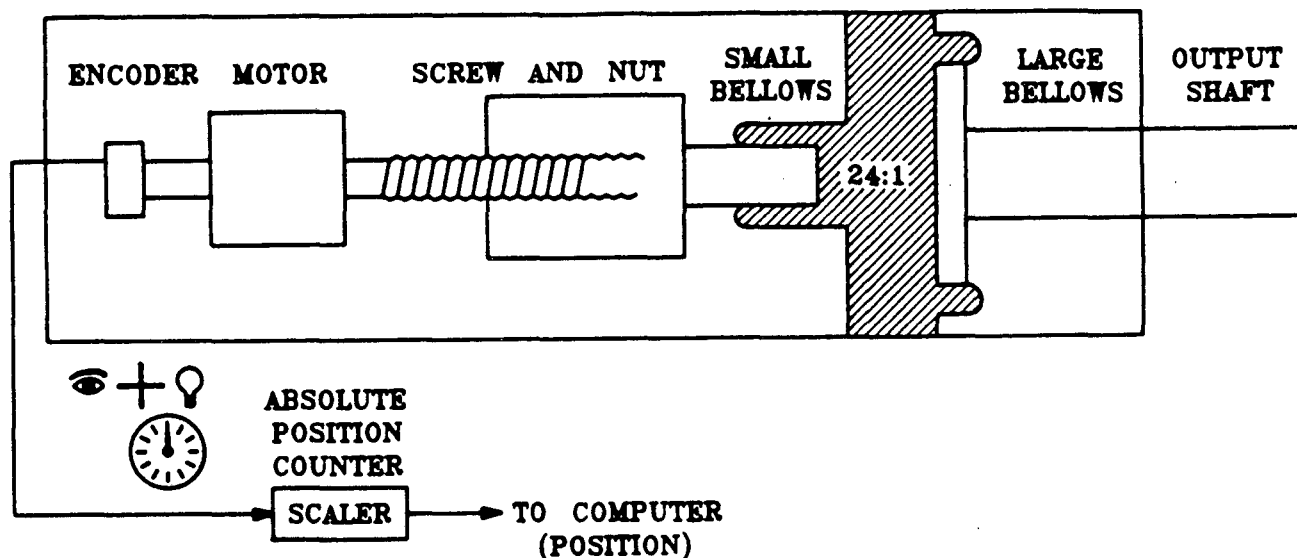 ENCODER
MOTOR
SCREW AND NUT
SMALL
BELLOWS
LARGE
BELLOWS
OUTPUT
SHAFT
24:1
ABSOLUTE
POSITION
COUNTER
SCALER
TO COMPUTER
(POSITION)